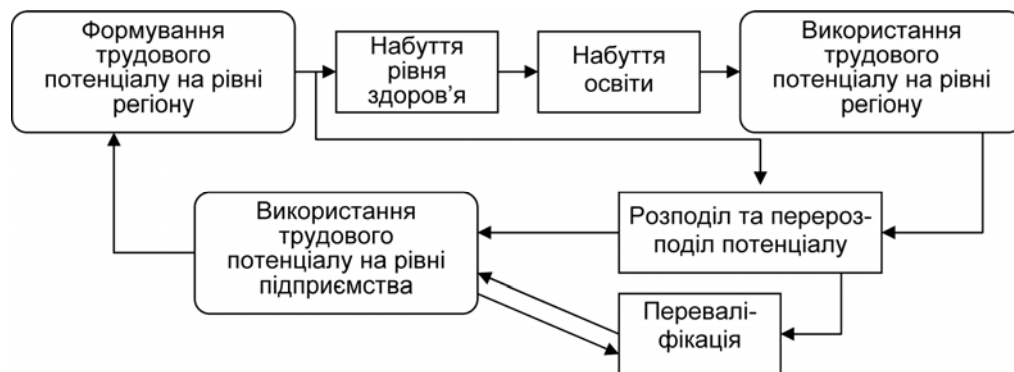 Формування
трудового
потенціалу на рівні
регіону
Набуття
рівня
здоров’я
Набуття
освіти
Використання
трудового
потенціалу на рівні
регіону
Використання
трудового
потенціалу на рівні
підприємства
Розподіл та перероз-
поділ потенціалу
Перевалі-
фікація